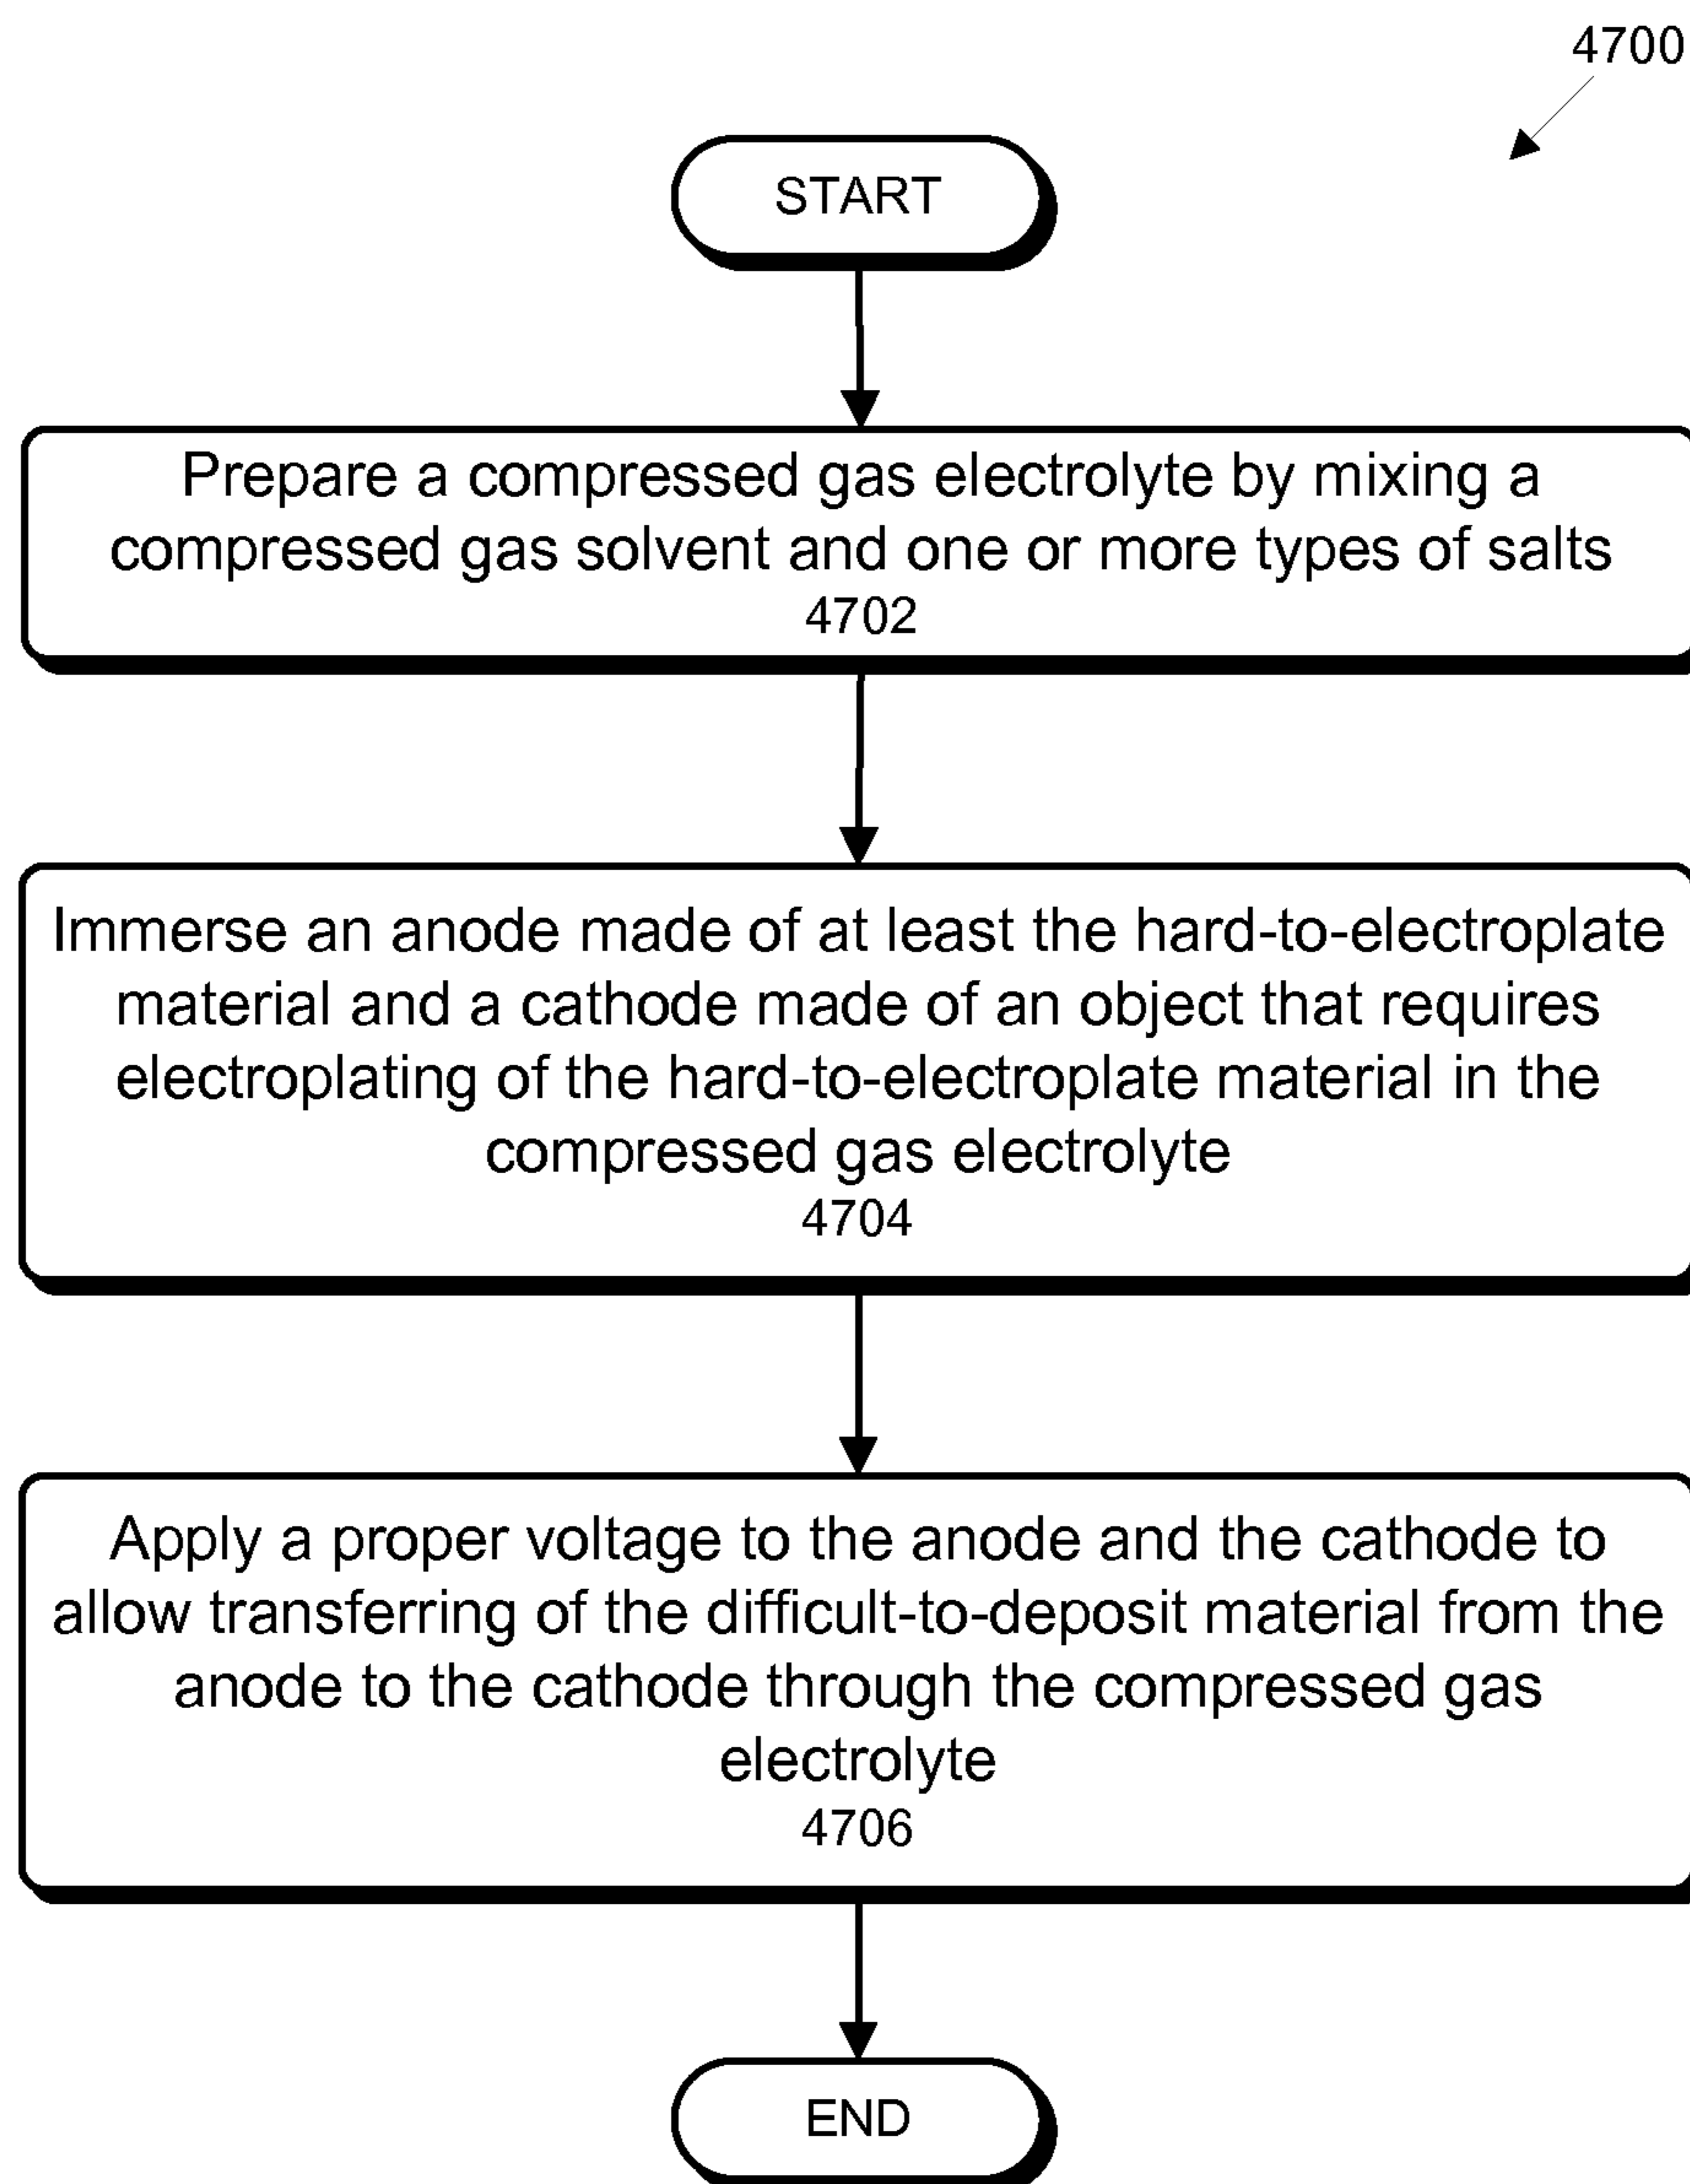 4700
START
Prepare a compressed gas electrolyte by mixing a
compressed gas solvent and one or more types of salts
4702
Immerse an anode made of at least the hard-to-electroplate
material and a cathode made of an object that requires
electroplating of the hard-to-electroplate material in the
compressed gas electrolyte
4704
Apply a proper voltage to the anode and the cathode to
allow transferring of the difficult-to-deposit material from the
anode to the cathode through the compressed gas
electrolyte
4706
END